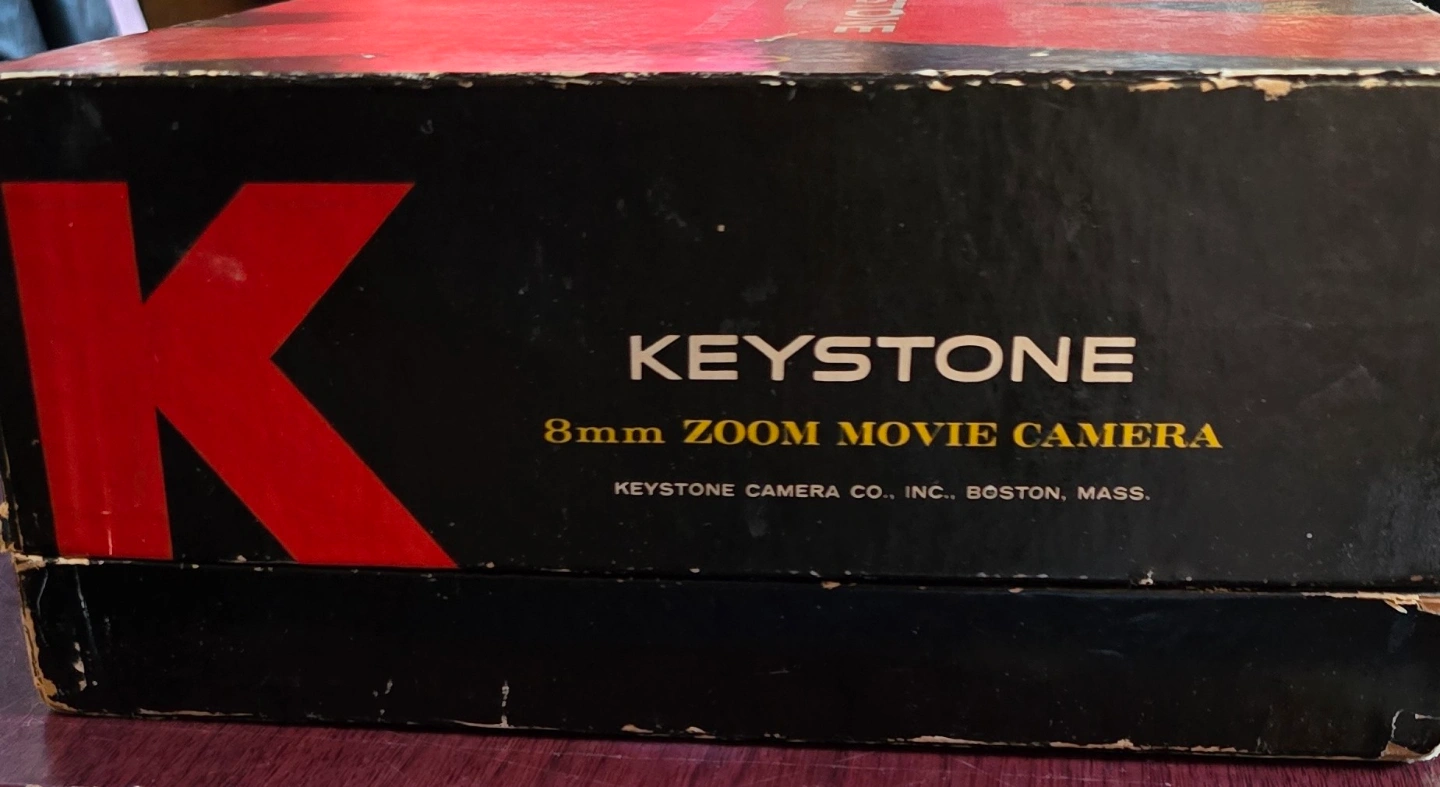 K
KEYSTONE
8mm ZOOM MOVIE CAMERA
KEYSTONE CAMERA CO., INC., BOSTON, MASS.